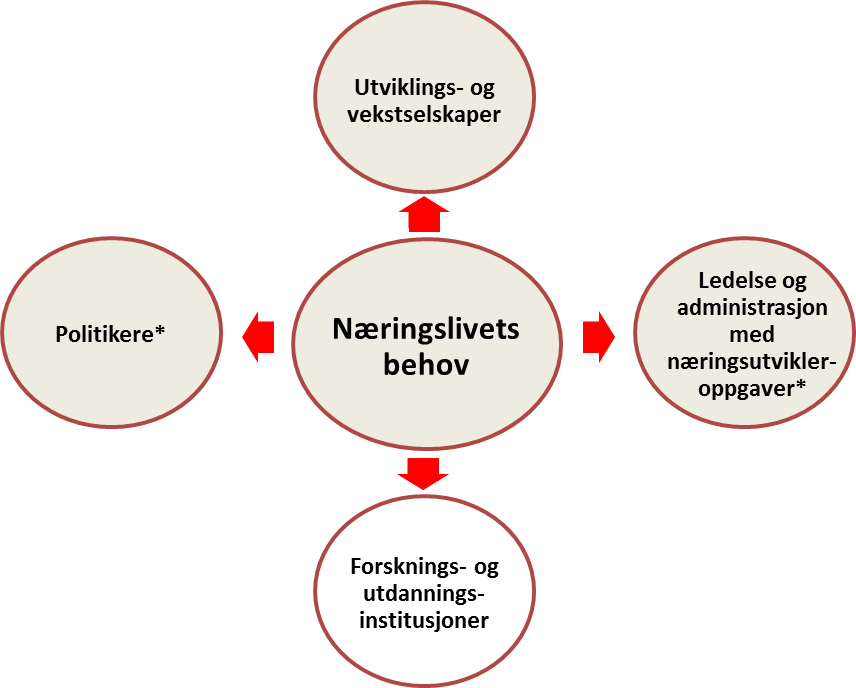 Utviklings- og
vekstselskaper
Politikere*
Næringslivets
behov
Ledelse og
administrasjon
med
næringsutvikler-
oppgaver*
Forsknings- og
utdannings-
institusjoner